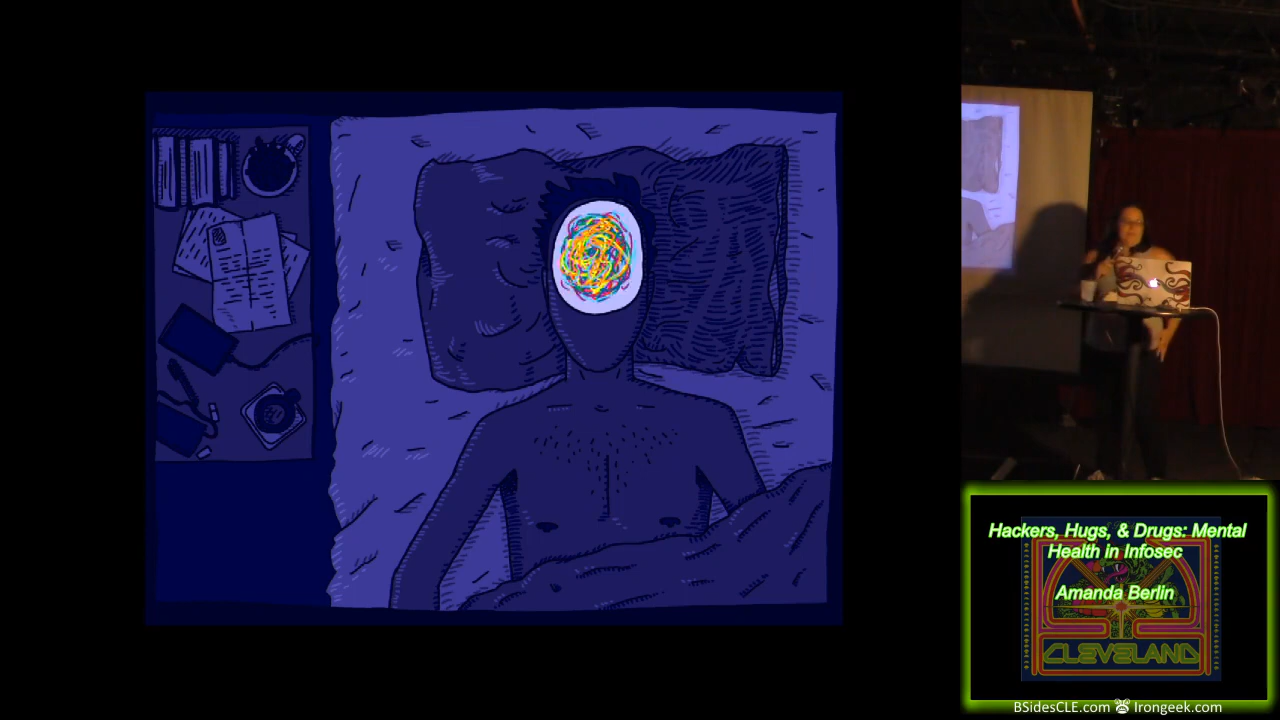 Hackers, Hugs, & Drugs: Mental
Health in Infosec
Amanda Berlin
CLEVELAND
BSidesCLE.com Irongeek.com